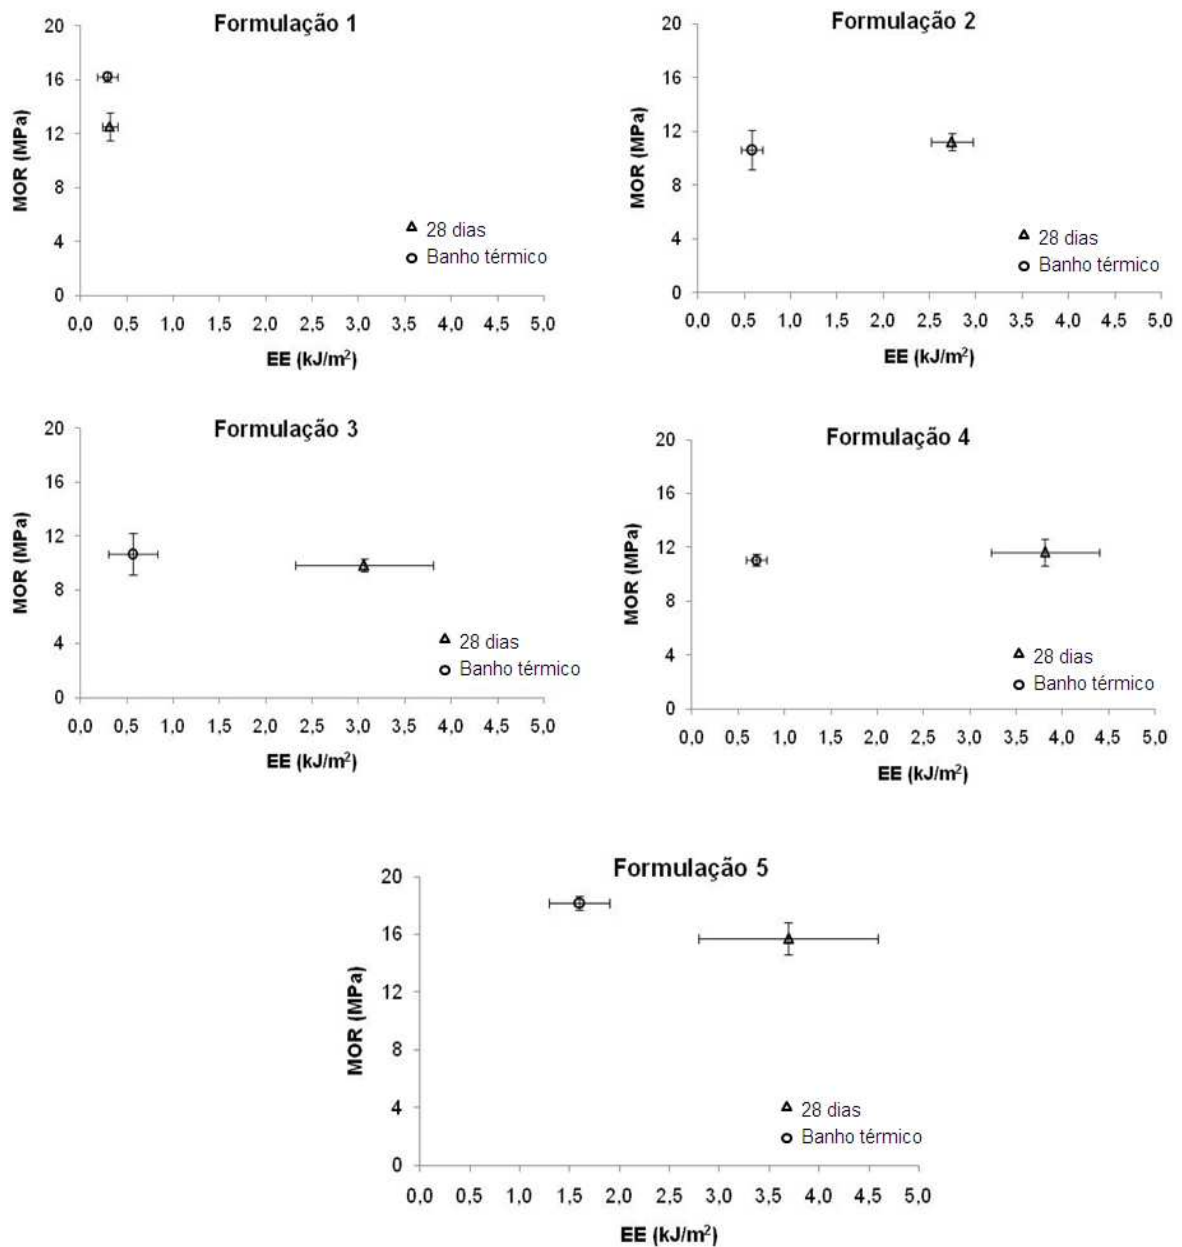 Formulação 1
MOR (MPa)
20
16
12
8
4
0
28 dias
Banho térmico
0,0 0,5 1,0 1,5 2,0 2,5 3,0 3,5 4,0 4,5 5,0
EE (kJ/m²)
Formulação 2
MOR (MPa)
20
16
12
8
4
0
28 dias
Banho térmico
0,0 0,5 1,0 1,5 2,0 2,5 3,0 3,5 4,0 4,5 5,0
EE (kJ/m²)
Formulação 3
MOR (MPa)
20
16
12
8
4
0
28 dias
Banho térmico
0,0 0,5 1,0 1,5 2,0 2,5 3,0 3,5 4,0 4,5 5,0
EE (kJ/m²)
Formulação 4
MOR (MPa)
20
16
12
8
4
0
28 dias
Banho térmico
0,0 0,5 1,0 1,5 2,0 2,5 3,0 3,5 4,0 4,5 5,0
EE (kJ/m²)
Formulação 5
MOR (MPa)
20
16
12
8
4
0
28 dias
Banho térmico
0,0 0,5 1,0 1,5 2,0 2,5 3,0 3,5 4,0 4,5 5,0
EE (kJ/m²)